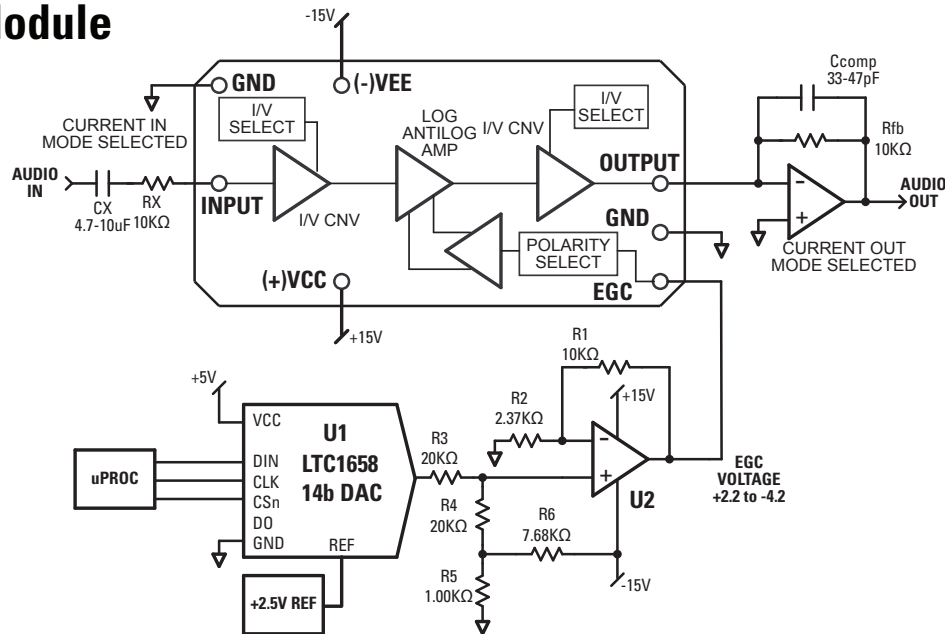 lodule
-15V
GND
(-)VEE
I/V
SELECT
LOG
ANTILOG
AMP
I/V CNV
I/V
SELECT
Ccomp
33-47pF
Rfb
10KΩ
CURRENT IN
MODE SELECTED
AUDIO
IN
CX
4.7-10uF
RX
10KΩ
INPUT
I/V CNV
OUTPUT
AUDIO
OUT
GND
CURRENT OUT
MODE SELECTED
POLARITY
SELECT
(+)VCC
EGC
+15V
R1
10KΩ
+5V
R2
2.37KΩ
+15V
VCC
U1
LTC1658
14b DAC
DIN
CLK
CSn
DO
GND
REF
uPROC
R3
20KΩ
R4
20KΩ
U2
EGC
VOLTAGE
+2.2 to -4.2
R6
7.68KΩ
R5
1.00KΩ
-15V
+2.5V REF